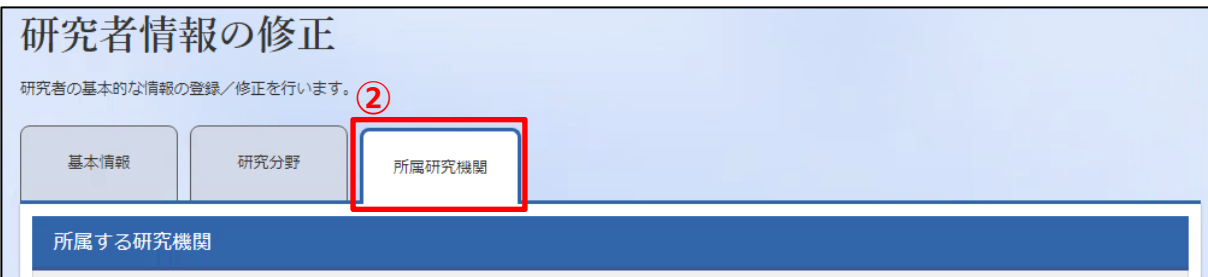 研究者情報の修正
研究者の基本的な情報の登録／修正を行います。
②
基本情報 研究分野 所属研究機関
所属する研究機関